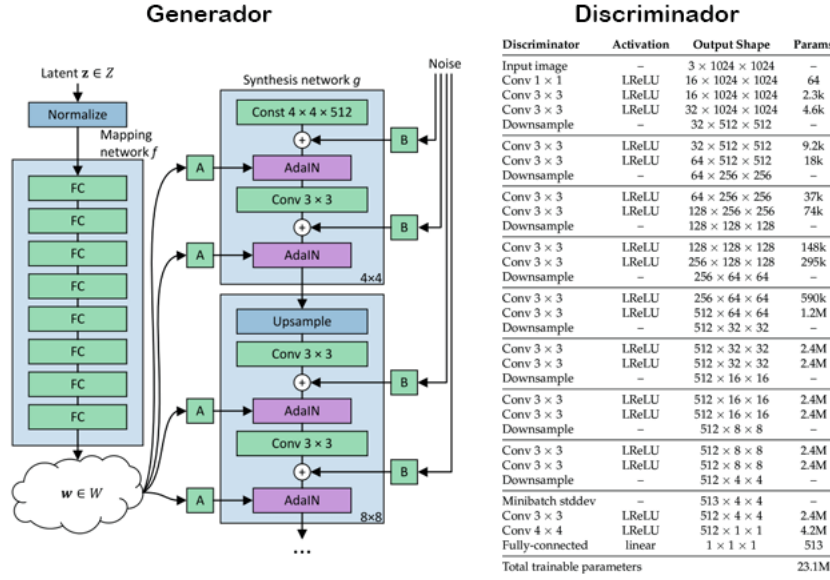 Generador
Latent z ∈ Z
Normalize
Mapping
network f
FC
FC
FC
FC
FC
FC
FC
FC
w ∈ W
Noise
Synthesis network g
Const 4 × 4 × 512
B
A
AdaIN
Conv 3 × 3
B
A
AdaIN
4×4
Upsample
Conv 3 × 3
B
A
AdaIN
Conv 3 × 3
B
A
AdaIN
8×8
...
Discriminador
Discriminator Activation Output Shape Params
Input image – 3 × 1024 × 1024 –
Conv 1 × 1 LReLU 16 × 1024 × 1024 64
Conv 3 × 3 LReLU 16 × 1024 × 1024 2.3k
Conv 3 × 3 LReLU 32 × 1024 × 1024 4.6k
Downsample – 32 × 512 × 512 –
Conv 3 × 3 LReLU 32 × 512 × 512 9.2k
Conv 3 × 3 LReLU 64 × 512 × 512 18k
Downsample – 64 × 256 × 256 –
Conv 3 × 3 LReLU 64 × 256 × 256 37k
Conv 3 × 3 LReLU 128 × 256 × 256 74k
Downsample – 128 × 128 × 128 –
Conv 3 × 3 LReLU 128 × 128 × 128 148k
Conv 3 × 3 LReLU 256 × 128 × 128 295k
Downsample – 256 × 64 × 64 –
Conv 3 × 3 LReLU 256 × 64 × 64 590k
Conv 3 × 3 LReLU 512 × 64 × 64 1.2M
Downsample – 512 × 32 × 32 –
Conv 3 × 3 LReLU 512 × 32 × 32 2.4M
Conv 3 × 3 LReLU 512 × 32 × 32 2.4M
Downsample – 512 × 16 × 16 –
Conv 3 × 3 LReLU 512 × 16 × 16 2.4M
Conv 3 × 3 LReLU 512 × 16 × 16 2.4M
Downsample – 512 × 8 × 8 –
Conv 3 × 3 LReLU 512 × 8 × 8 2.4M
Conv 3 × 3 LReLU 512 × 8 × 8 2.4M
Downsample – 512 × 4 × 4 –
Minibatch stddev – 513 × 4 × 4 –
Conv 3 × 3 LReLU 512 × 4 × 4 2.4M
Conv 4 × 4 LReLU 512 × 1 × 1 4.2M
Fully-connected linear 1 × 1 × 1 513
Total trainable parameters 23.1M